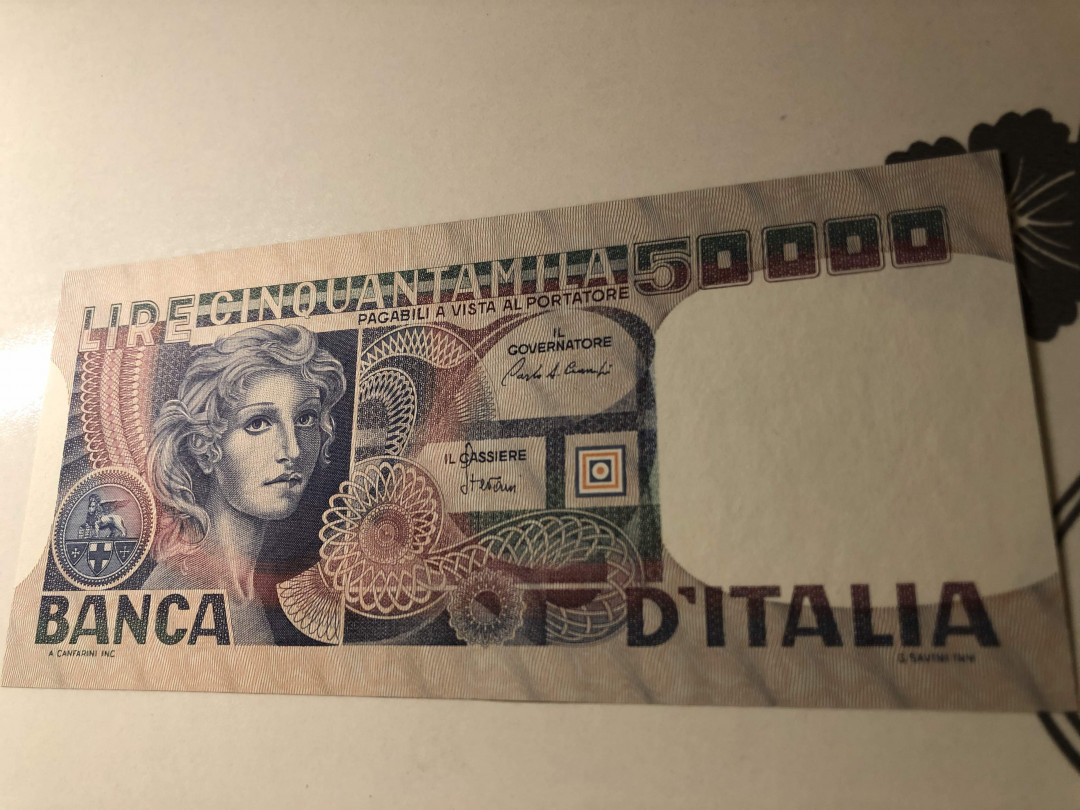 LIRE CINQUANTAMILA 50000
PAGABILI A VISTA AL PORTATORE
IL
GOVERNATORE
IL CASSIERE
BANCA D'ITALIA
A. CANFARINI INC.
G. SAVINI INV.